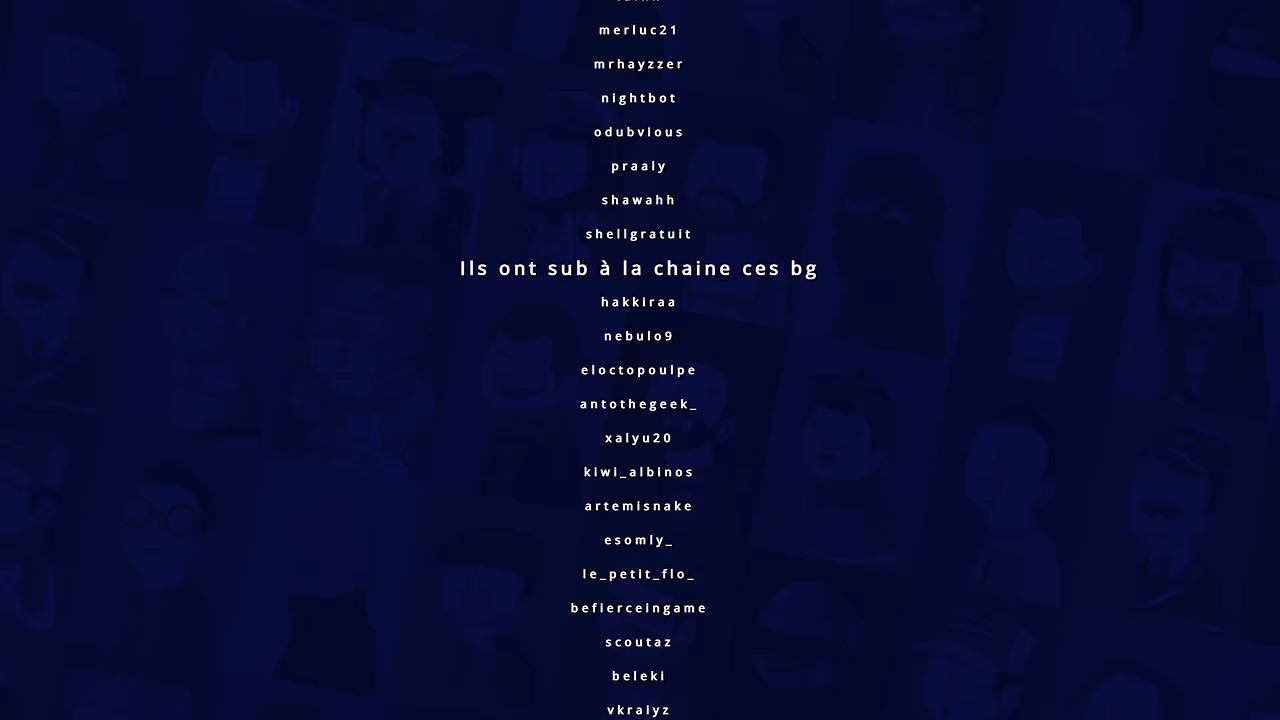 merluc21
mrhayzzer
nightbot
odubvious
praaly
shawahh
shellgratuit
Ils ont sub à la chaine ces bg
hakkiraa
nebulo9
eloctopoulpe
antothegeek_
xalyu20
kiwi_albinos
artemisnake
esomly_
le_petit_flo_
befierceingame
scoutaz
beleki
vkraiyz